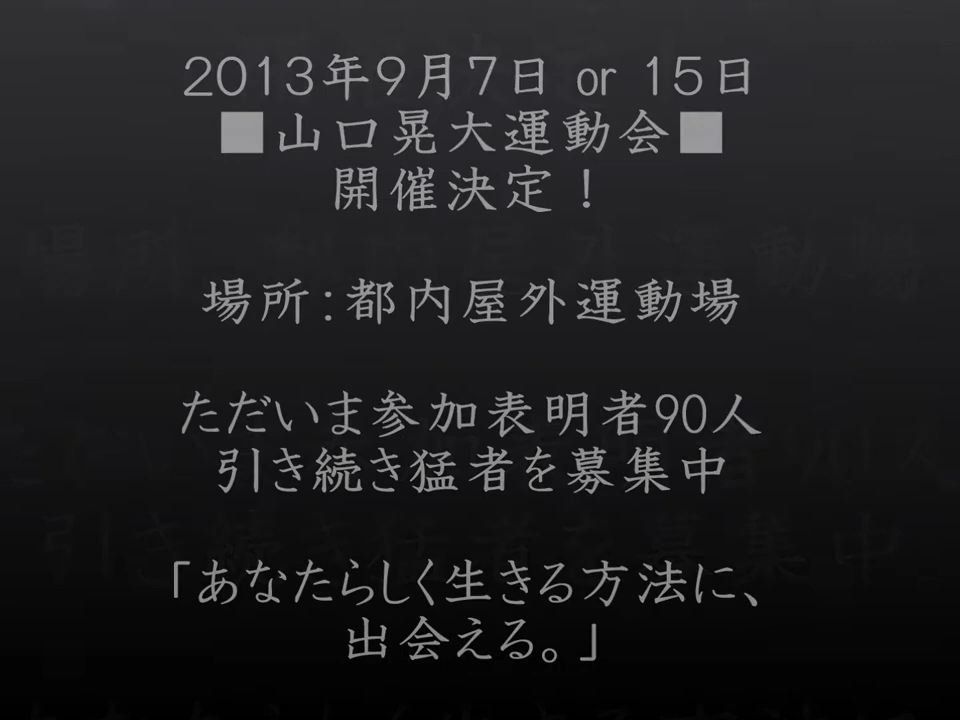 2013年9月7日 or 15日
■山口晃大運動会■
開催決定！
場所：都内屋外運動場
ただいま参加表明者90人
引き続き猛者を募集中
「あなたらしく生きる方法に、
出会える。」